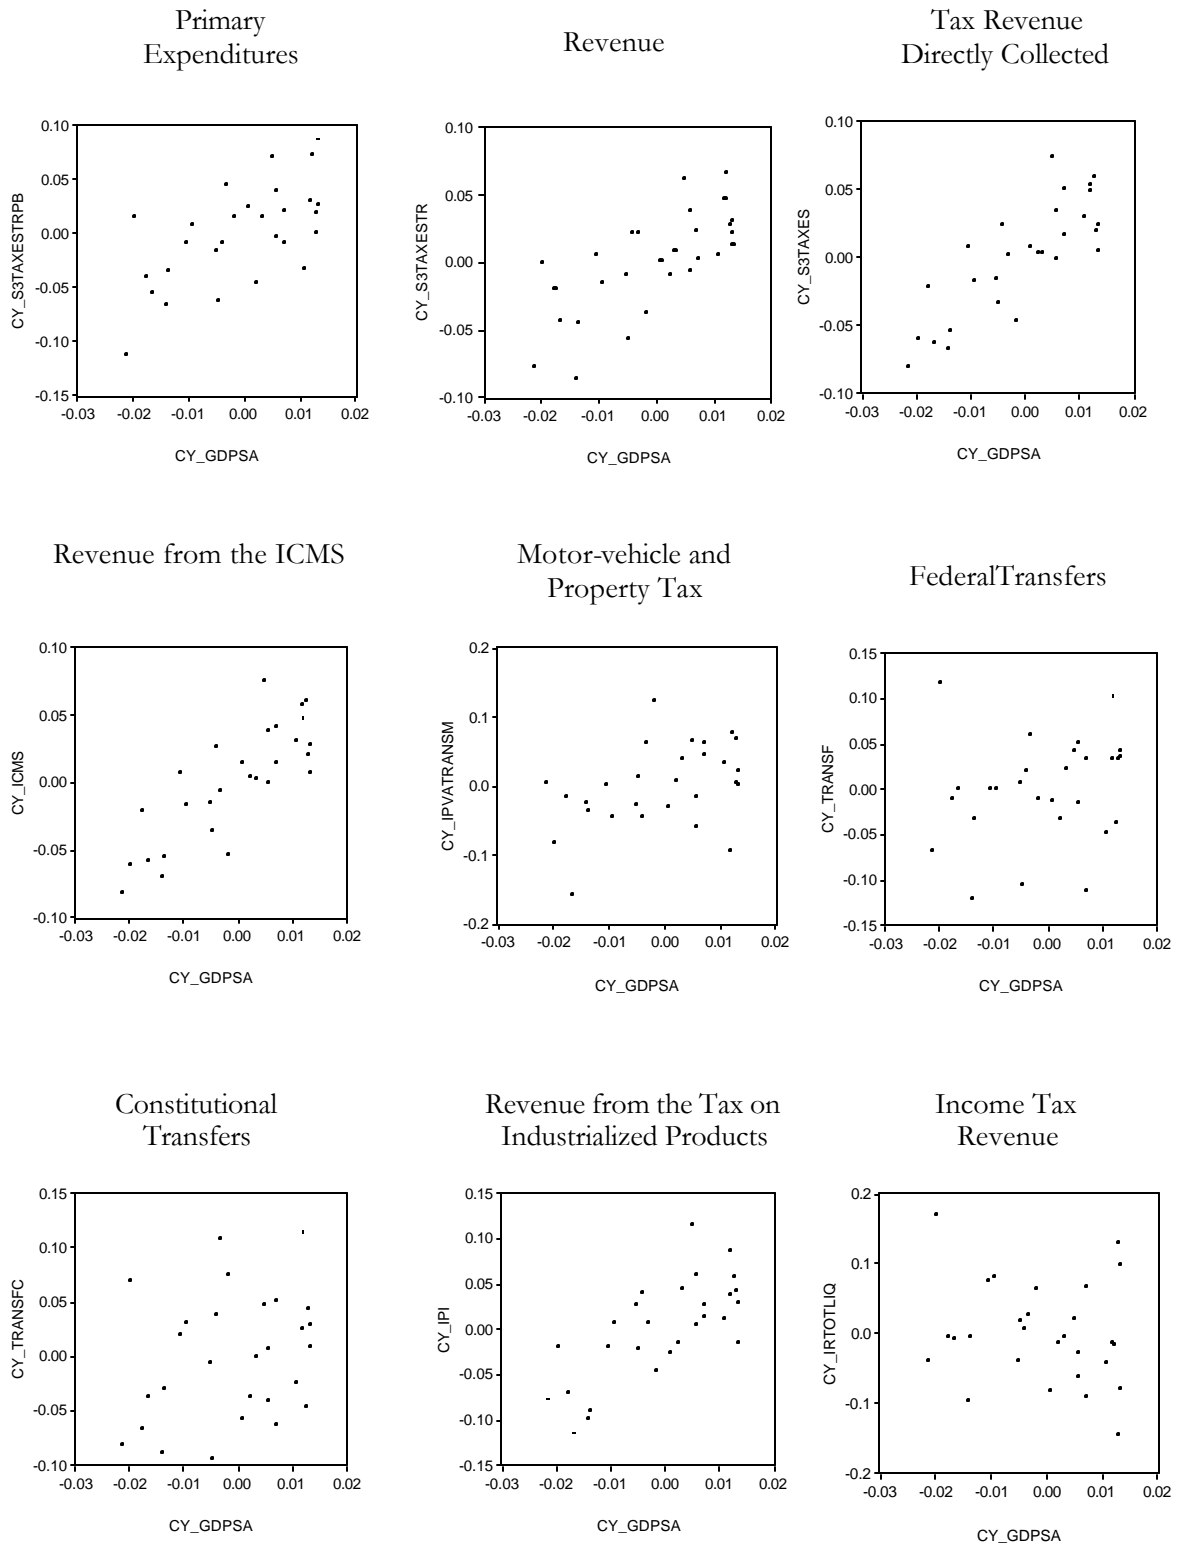 Primary
Expenditures
Revenue
Tax Revenue
Directly Collected
0.10
0.05
0.00
-0.05
-0.10
-0.15
CY_S3TAXESTRPB
-0.03 -0.02 -0.01 0.00 0.01 0.02
CY_GDPSA
0.10
0.05
0.00
-0.05
-0.10
CY_S3TAXESTR
-0.03 -0.02 -0.01 0.00 0.01 0.02
CY_GDPSA
0.10
0.05
0.00
-0.05
-0.10
CY_S3TAXES
-0.03 -0.02 -0.01 0.00 0.01 0.02
CY_GDPSA
Revenue from the ICMS
Motor-vehicle and
Property Tax
FederalTransfers
0.10
0.05
0.00
-0.05
-0.10
CY_ICMS
-0.03 -0.02 -0.01 0.00 0.01 0.02
CY_GDPSA
0.2
0.1
0.0
-0.1
-0.2
CY_IPVATRANSM
-0.03 -0.02 -0.01 0.00 0.01 0.02
CY_GDPSA
0.15
0.10
0.05
0.00
-0.05
-0.10
-0.15
CY_TRANSF
-0.03 -0.02 -0.01 0.00 0.01 0.02
CY_GDPSA
Constitutional
Transfers
Revenue from the Tax on
Industrialized Products
Income Tax
Revenue
0.15
0.10
0.05
0.00
-0.05
-0.10
CY_TRANSFC
-0.03 -0.02 -0.01 0.00 0.01 0.02
CY_GDPSA
0.15
0.10
0.05
0.00
-0.05
-0.10
-0.15
CY_IPI
-0.03 -0.02 -0.01 0.00 0.01 0.02
CY_GDPSA
0.2
0.1
0.0
-0.1
-0.2
CY_IRTOTLIQ
-0.03 -0.02 -0.01 0.00 0.01 0.02
CY_GDPSA